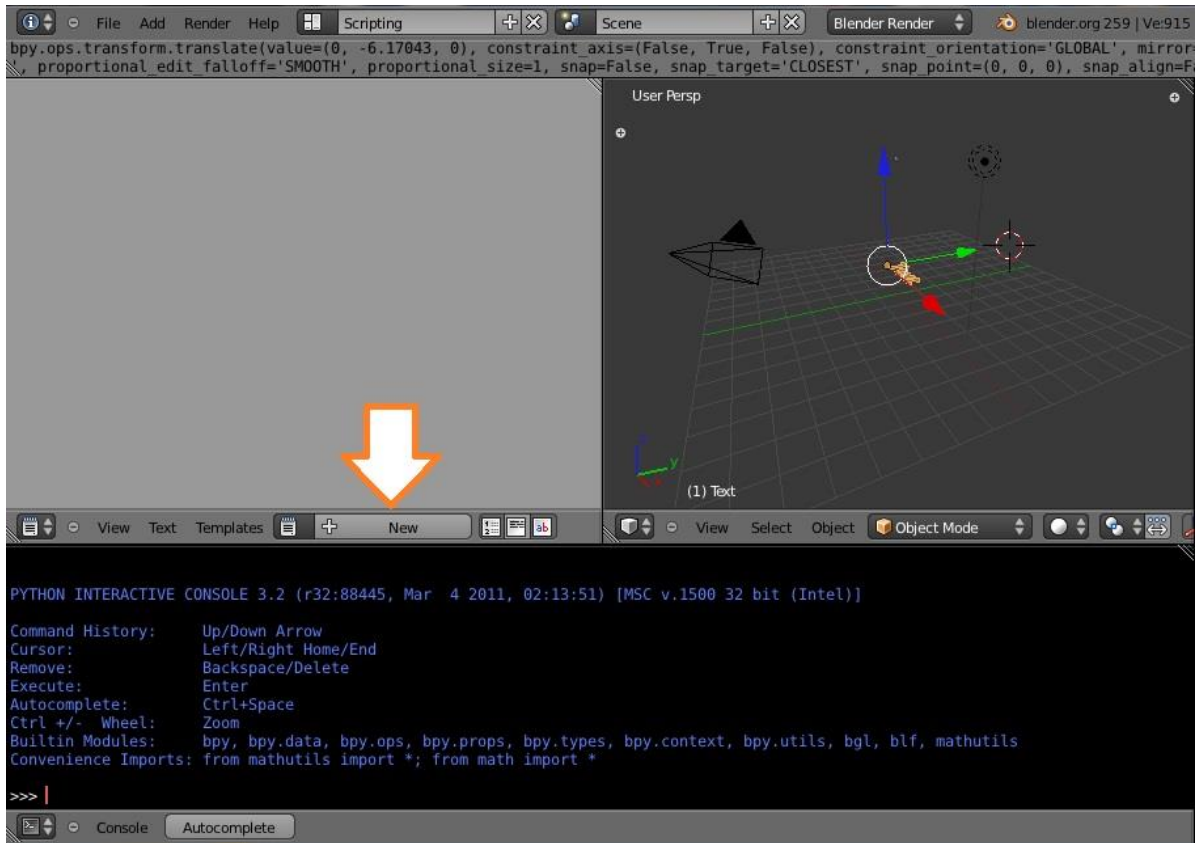 File Add Render Help Scripting Scene Blender Render blender.org 259 | Ve:915
bpy.ops.transform.translate(value=(0, -6.17043, 0), constraint_axis=(False, True, False), constraint_orientation='GLOBAL', mirror
', proportional_edit_falloff='SMOOTH', proportional_size=1, snap=False, snap_target='CLOSEST', snap_point=(0, 0, 0), snap_align=F
User Persp
z
y
(1) Text
View Text Templates New
View Select Object Object Mode
PYTHON INTERACTIVE CONSOLE 3.2 (r32:88445, Mar 4 2011, 02:13:51) [MSC v.1500 32 bit (Intel)]
Command History: Up/Down Arrow
Cursor: Left/Right Home/End
Remove: Backspace/Delete
Execute: Enter
Autocomplete: Ctrl+Space
Ctrl +/- Wheel: Zoom
Builtin Modules: bpy, bpy.data, bpy.ops, bpy.props, bpy.types, bpy.context, bpy.utils, bgl, blf, mathutils
Convenience Imports: from mathutils import *; from math import *
>>>
Console Autocomplete